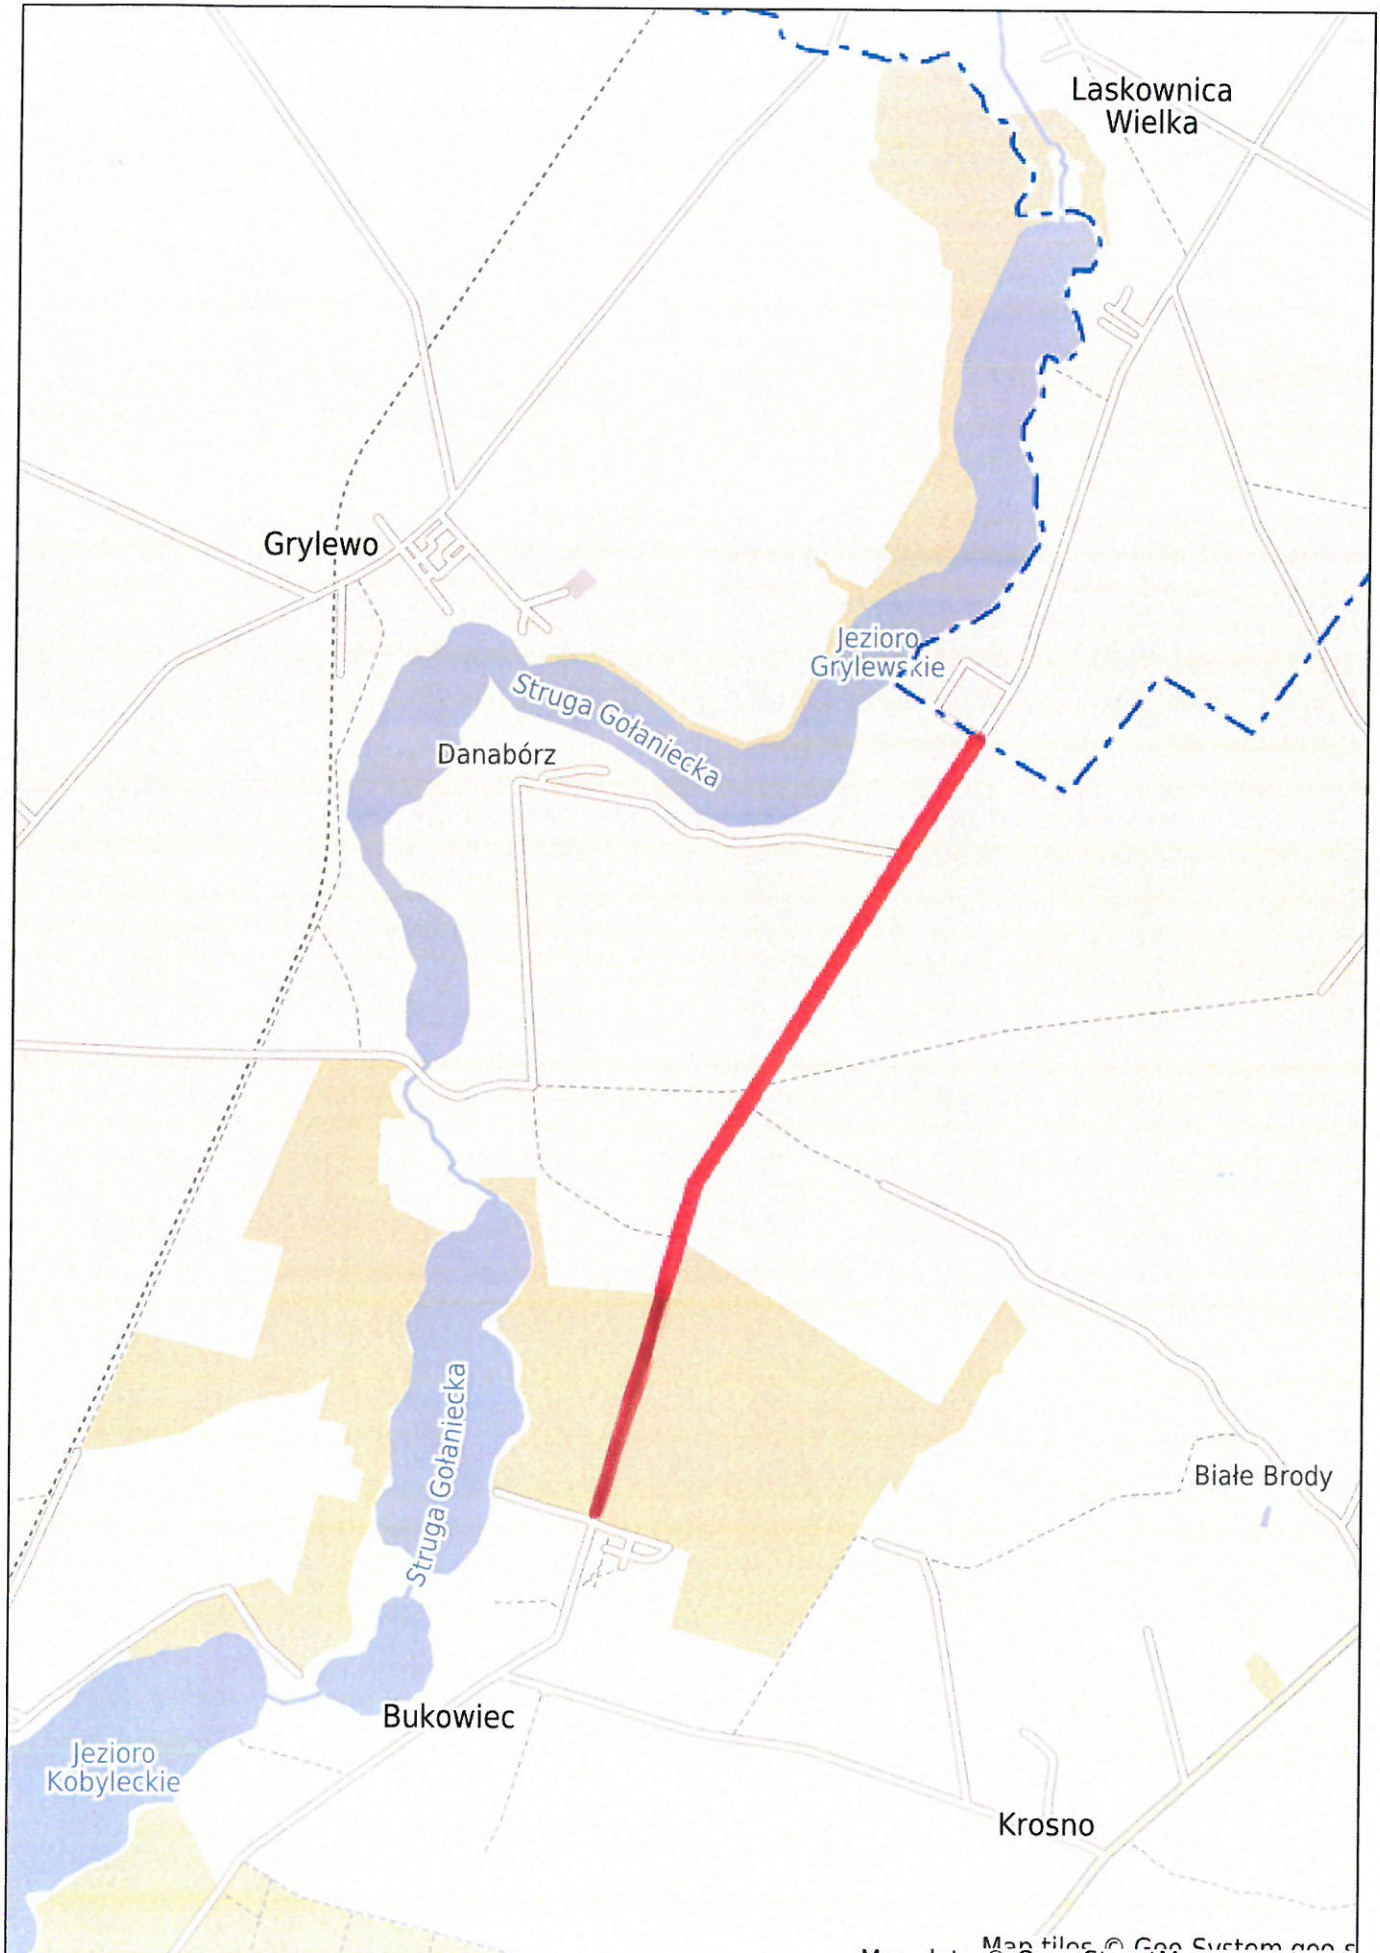 Laskownica
Wielka
Grylewo
Jezioro
Grylewskie
Struga Gołaniecka
Danabórz
Struga Gołaniecka
Białe Brody
Bukowiec
Jezioro
Kobyleckie
Krosno
Map tiles © Geo-System geo-s